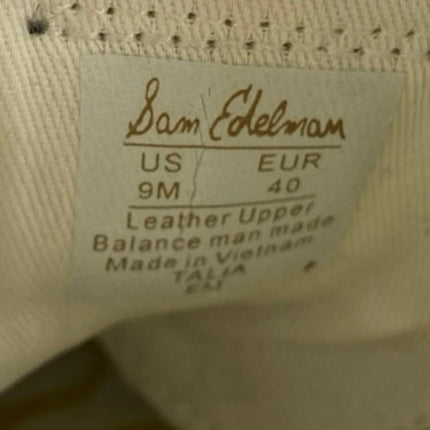 Sam Edelman
US EUR
9M 40
Leather Upper
Balance man made
Made in Vietnam
TALIA